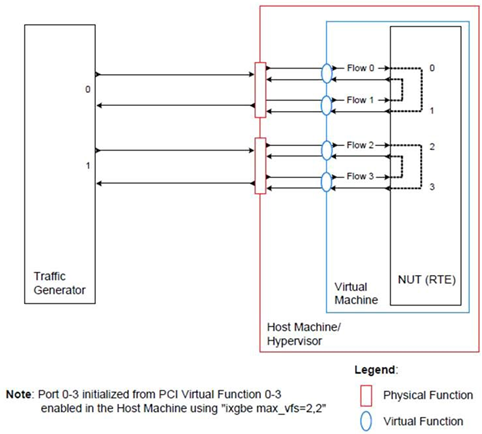 Flow 0
0
0
Flow 1
1
Flow 2
2
1
Flow 3
3
Traffic
Generator
NUT (RTE)
Virtual
Machine
Host Machine/
Hypervisor
Legend:
Physical Function
Virtual Function
Note: Port 0-3 initialized from PCI Virtual Function 0-3
enabled in the Host Machine using "ixgbe max_vfs=2,2"